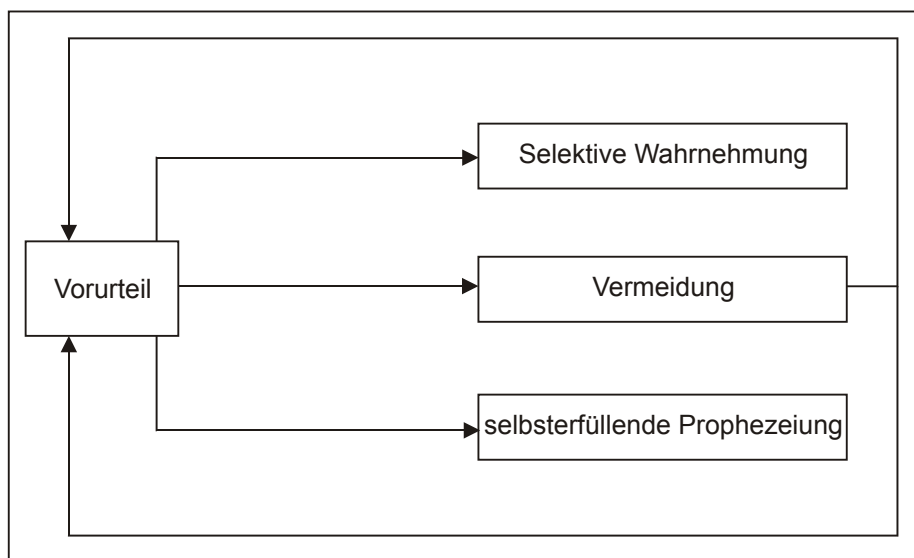 Selektive Wahrnehmung
Vorurteil
Vermeidung
selbsterfüllende Prophezeiung